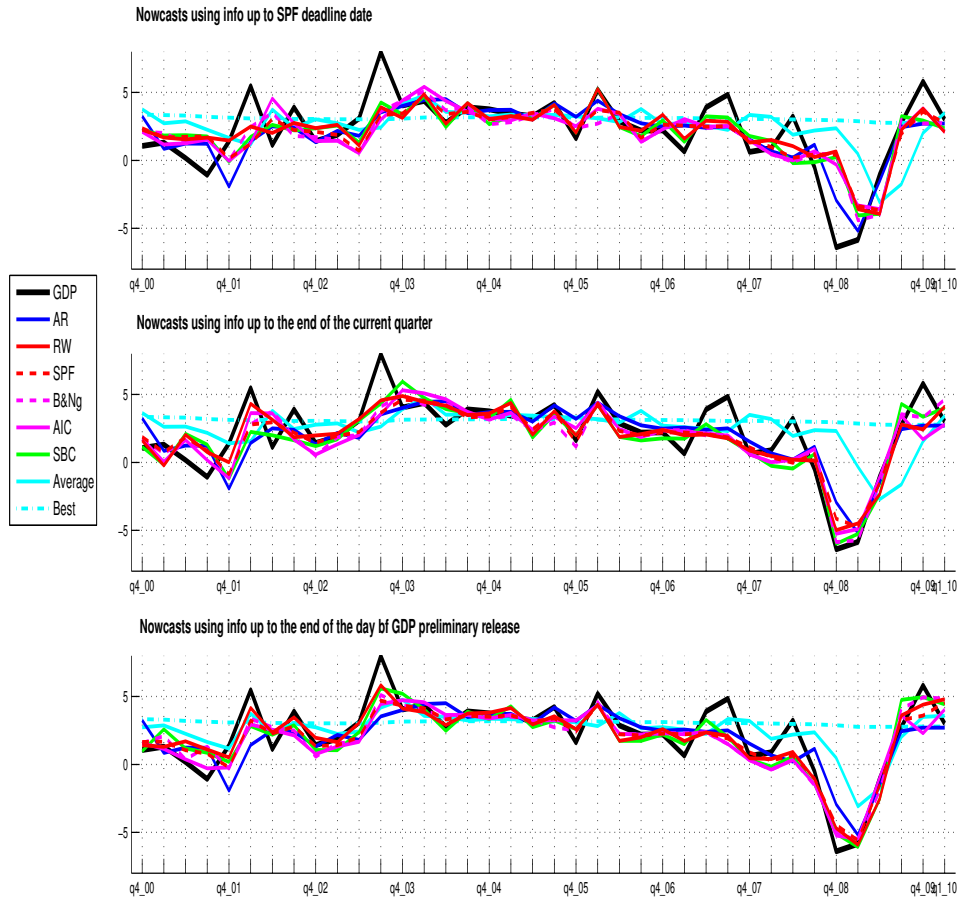 Nowcasts using info up to SPF deadline date
5
0
−5
q4_00 q4_01 q4_02 q4_03 q4_04 q4_05 q4_06 q4_07 q4_08 q4_09 q1_10
GDP
AR
RW
SPF
B&Ng
AIC
SBC
Average
Best
Nowcasts using info up to the end of the current quarter
5
0
−5
q4_00 q4_01 q4_02 q4_03 q4_04 q4_05 q4_06 q4_07 q4_08 q4_09 q1_10
Nowcasts using info up to the end of the day bf GDP preliminary release
5
0
−5
q4_00 q4_01 q4_02 q4_03 q4_04 q4_05 q4_06 q4_07 q4_08 q4_09 q1_10